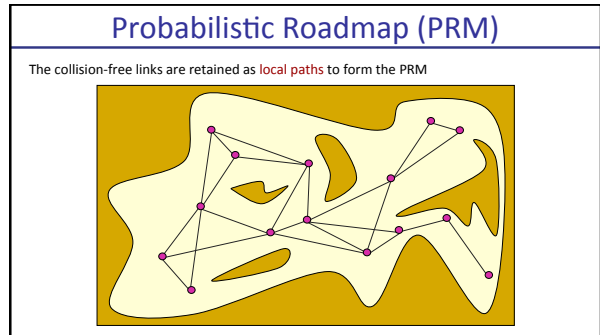 Probabilistic Roadmap (PRM)
The collision-free links are retained as local paths to form the PRM